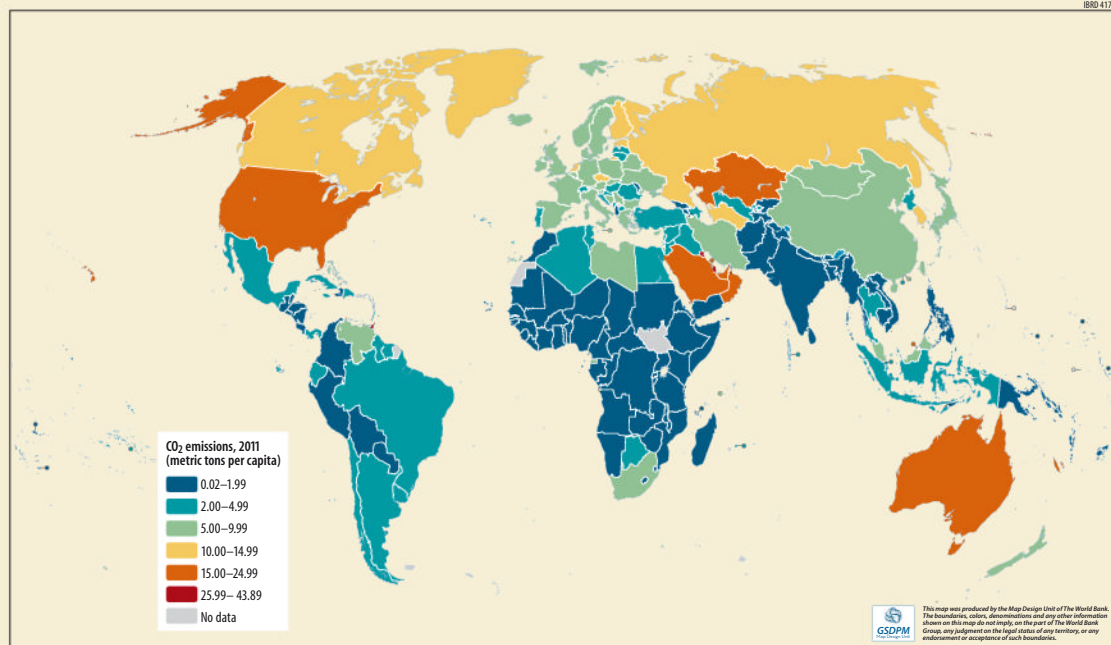 IBRD 417
CO₂ emissions, 2011
(metric tons per capita)
0.02–1.99
2.00–4.99
5.00–9.99
10.00–14.99
15.00–24.99
25.99– 43.89
No data
GSDPM
Map Design Unit
This map was produced by the Map Design Unit of The World Bank.
The boundaries, colors, denominations and any other information
shown on this map do not imply, on the part of The World Bank
Group, any judgment on the legal status of any territory, or any
endorsement or acceptance of such boundaries.